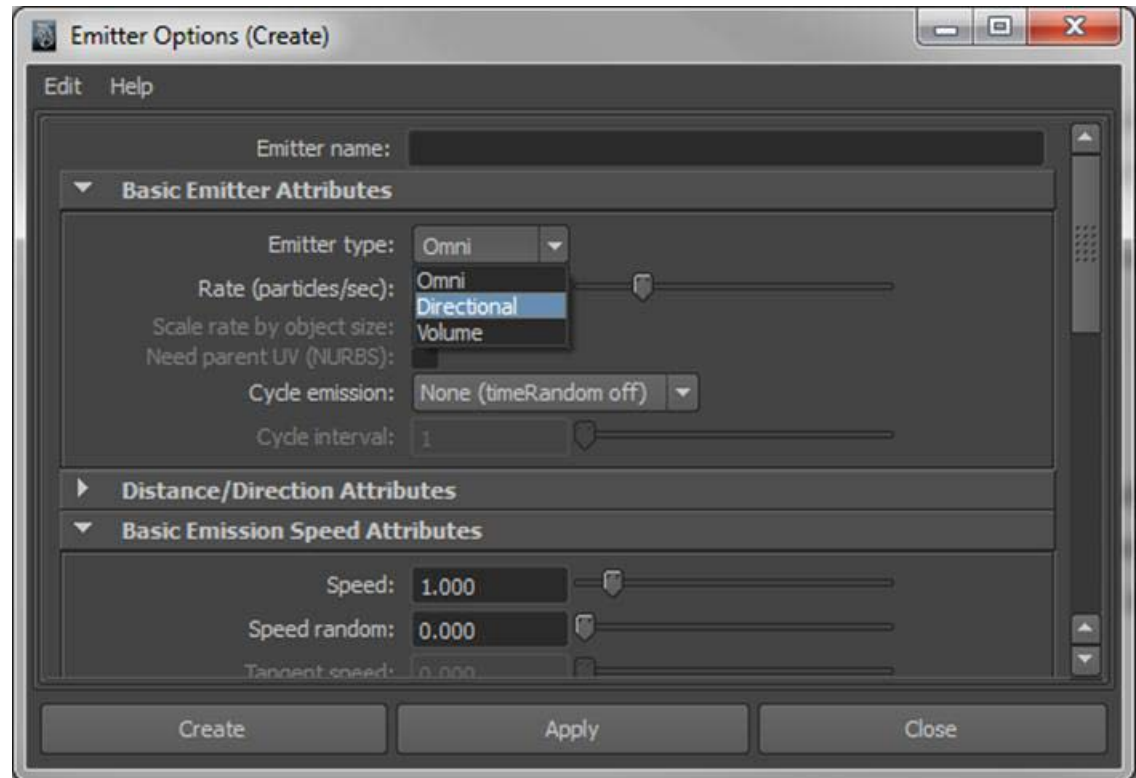 Emitter Options (Create)
Edit Help
Emitter name:
Basic Emitter Attributes
Emitter type: Omni
Omni
Rate (particles/sec):
Directional
Scale rate by object size:
Volume
Need parent UV (NURBS):
Cycle emission: None (timeRandom off)
Cycle interval: 1
Distance/Direction Attributes
Basic Emission Speed Attributes
Speed: 1.000
Speed random: 0.000
Tangent speed: 0.000
Create Apply Close